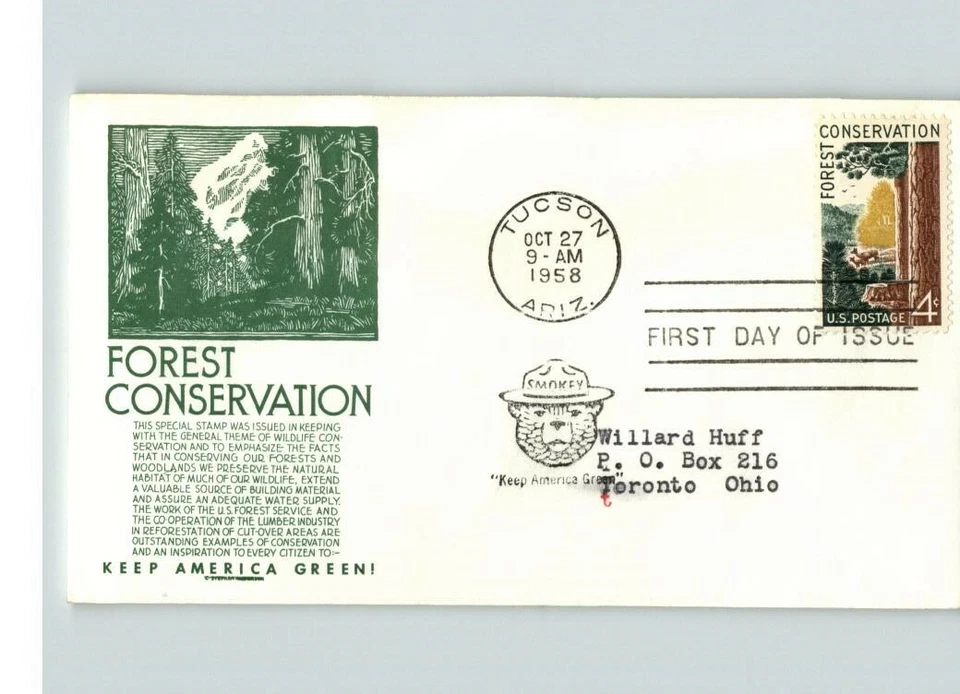 FOREST
CONSERVATION
THIS SPECIAL STAMP WAS ISSUED IN KEEPING
WITH THE GENERAL THEME OF WILDLIFE CON-
SERVATION AND TO EMPHASIZE THE FACTS
THAT IN CONSERVING OUR FORESTS AND
WOODLANDS WE PRESERVE THE NATURAL
HABITAT OF MUCH OF OUR WILDLIFE, EXTEND
A VALUABLE SOURCE OF BUILDING MATERIAL
AND ASSURE AN ADEQUATE WATER SUPPLY.
THE WORK OF THE U.S. FOREST SERVICE AND
THE CO-OPERATION OF THE LUMBER INDUSTRY
IN REFORESTATION OF CUT-OVER AREAS ARE
OUTSTANDING EXAMPLES OF CONSERVATION
AND AN INSPIRATION TO EVERY CITIZEN TO:-
KEEP AMERICA GREEN!
TUCSON
OCT 27
9-AM
1958
ARIZ.
FOREST CONSERVATION
U.S. POSTAGE 4¢
FIRST DAY OF ISSUE
SMOKEY
"Keep America Green"
Willard Huff
P. O. Box 216
Toronto Ohio
t